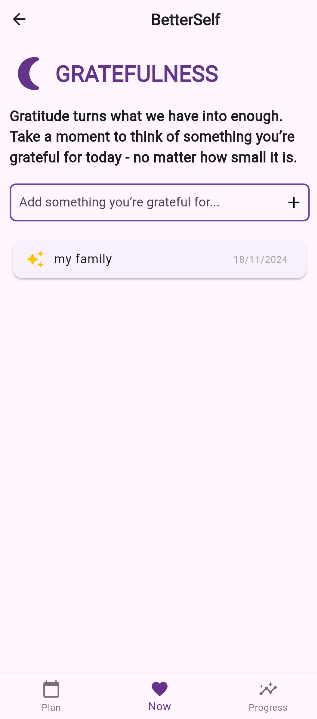 BetterSelf
GRATEFULNESS
Gratitude turns what we have into enough.
Take a moment to think of something you're
grateful for today - no matter how small it is.
Add something you're grateful for...
my family 18/11/2024
Plan Now Progress